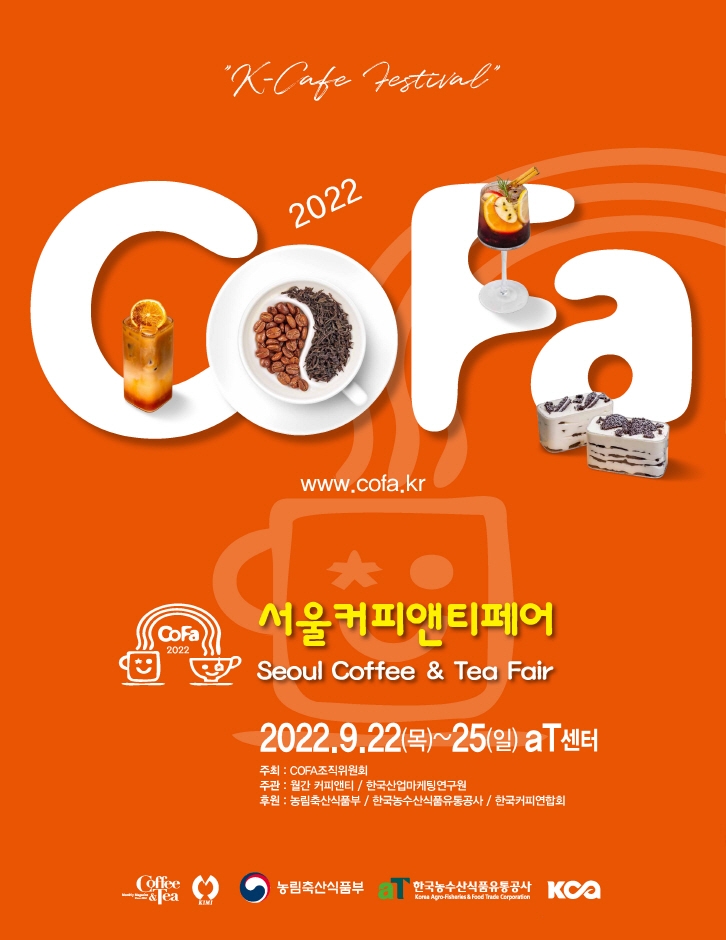 "K-Cafe Festival"
2022
CoFa
www.cofa.kr
CoFa
2022
서울커피앤티페어
Seoul Coffee & Tea Fair
2022.9.22(목)~25(일) aT센터
주최 : COFA조직위원회
주관 : 월간 커피앤티 / 한국산업마케팅연구원
후원 : 농림축산식품부 / 한국농수산식품유통공사 / 한국커피연합회
Coffee
&Tea
KIMI
농림축산식품부
aT 한국농수산식품유통공사
Korea Agro-Fisheries & Food Trade Corporation
KCA